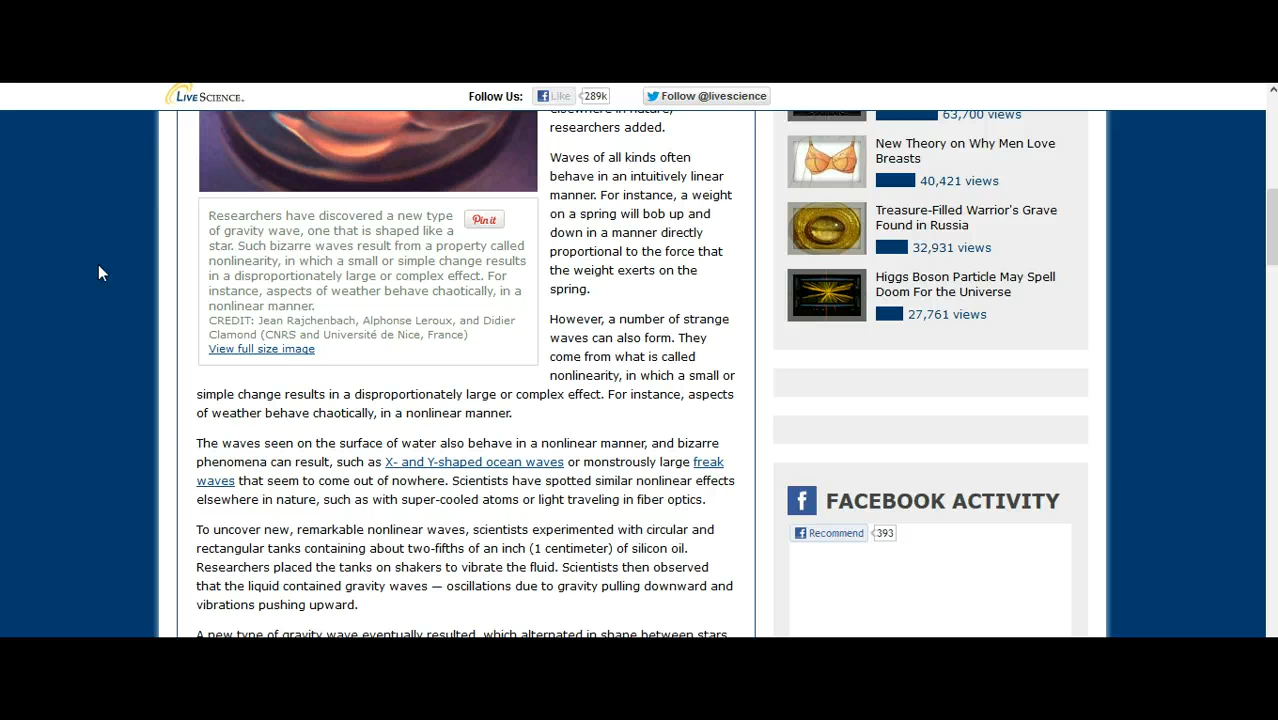 LIVESCIENCE.
Follow Us:
Like
289k
Follow @livescience
elsewhere in nature,
researchers added.
Waves of all kinds often
behave in an intuitively linear
manner. For instance, a weight
on a spring will bob up and
down in a manner directly
proportional to the force that
the weight exerts on the
spring.
However, a number of strange
waves can also form. They
come from what is called
nonlinearity, in which a small or
simple change results in a disproportionately large or complex effect. For instance, aspects
of weather behave chaotically, in a nonlinear manner.
Researchers have discovered a new type
of gravity wave, one that is shaped like a
star. Such bizarre waves result from a property called
nonlinearity, in which a small or simple change results
in a disproportionately large or complex effect. For
instance, aspects of weather behave chaotically, in a
nonlinear manner.
CREDIT: Jean Rajchenbach, Alphonse Leroux, and Didier
Clamond (CNRS and Université de Nice, France)
View full size image
Pin it
The waves seen on the surface of water also behave in a nonlinear manner, and bizarre
phenomena can result, such as X- and Y-shaped ocean waves or monstrously large freak
waves that seem to come out of nowhere. Scientists have spotted similar nonlinear effects
elsewhere in nature, such as with super-cooled atoms or light traveling in fiber optics.
To uncover new, remarkable nonlinear waves, scientists experimented with circular and
rectangular tanks containing about two-fifths of an inch (1 centimeter) of silicon oil.
Researchers placed the tanks on shakers to vibrate the fluid. Scientists then observed
that the liquid contained gravity waves — oscillations due to gravity pulling downward and
vibrations pushing upward.
A new type of gravity wave eventually resulted, which alternated in shape between stars
63,700 views
New Theory on Why Men Love
Breasts
40,421 views
Treasure-Filled Warrior's Grave
Found in Russia
32,931 views
Higgs Boson Particle May Spell
Doom For the Universe
27,761 views
FACEBOOK ACTIVITY
Recommend
393